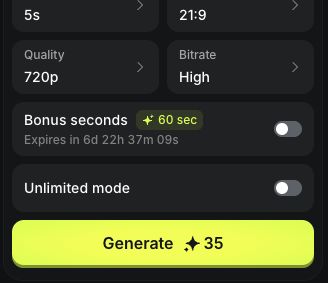 5s
21:9
Quality
720p
Bitrate
High
Bonus seconds 60 sec
Expires in 6d 22h 37m 09s
Unlimited mode
Generate 35